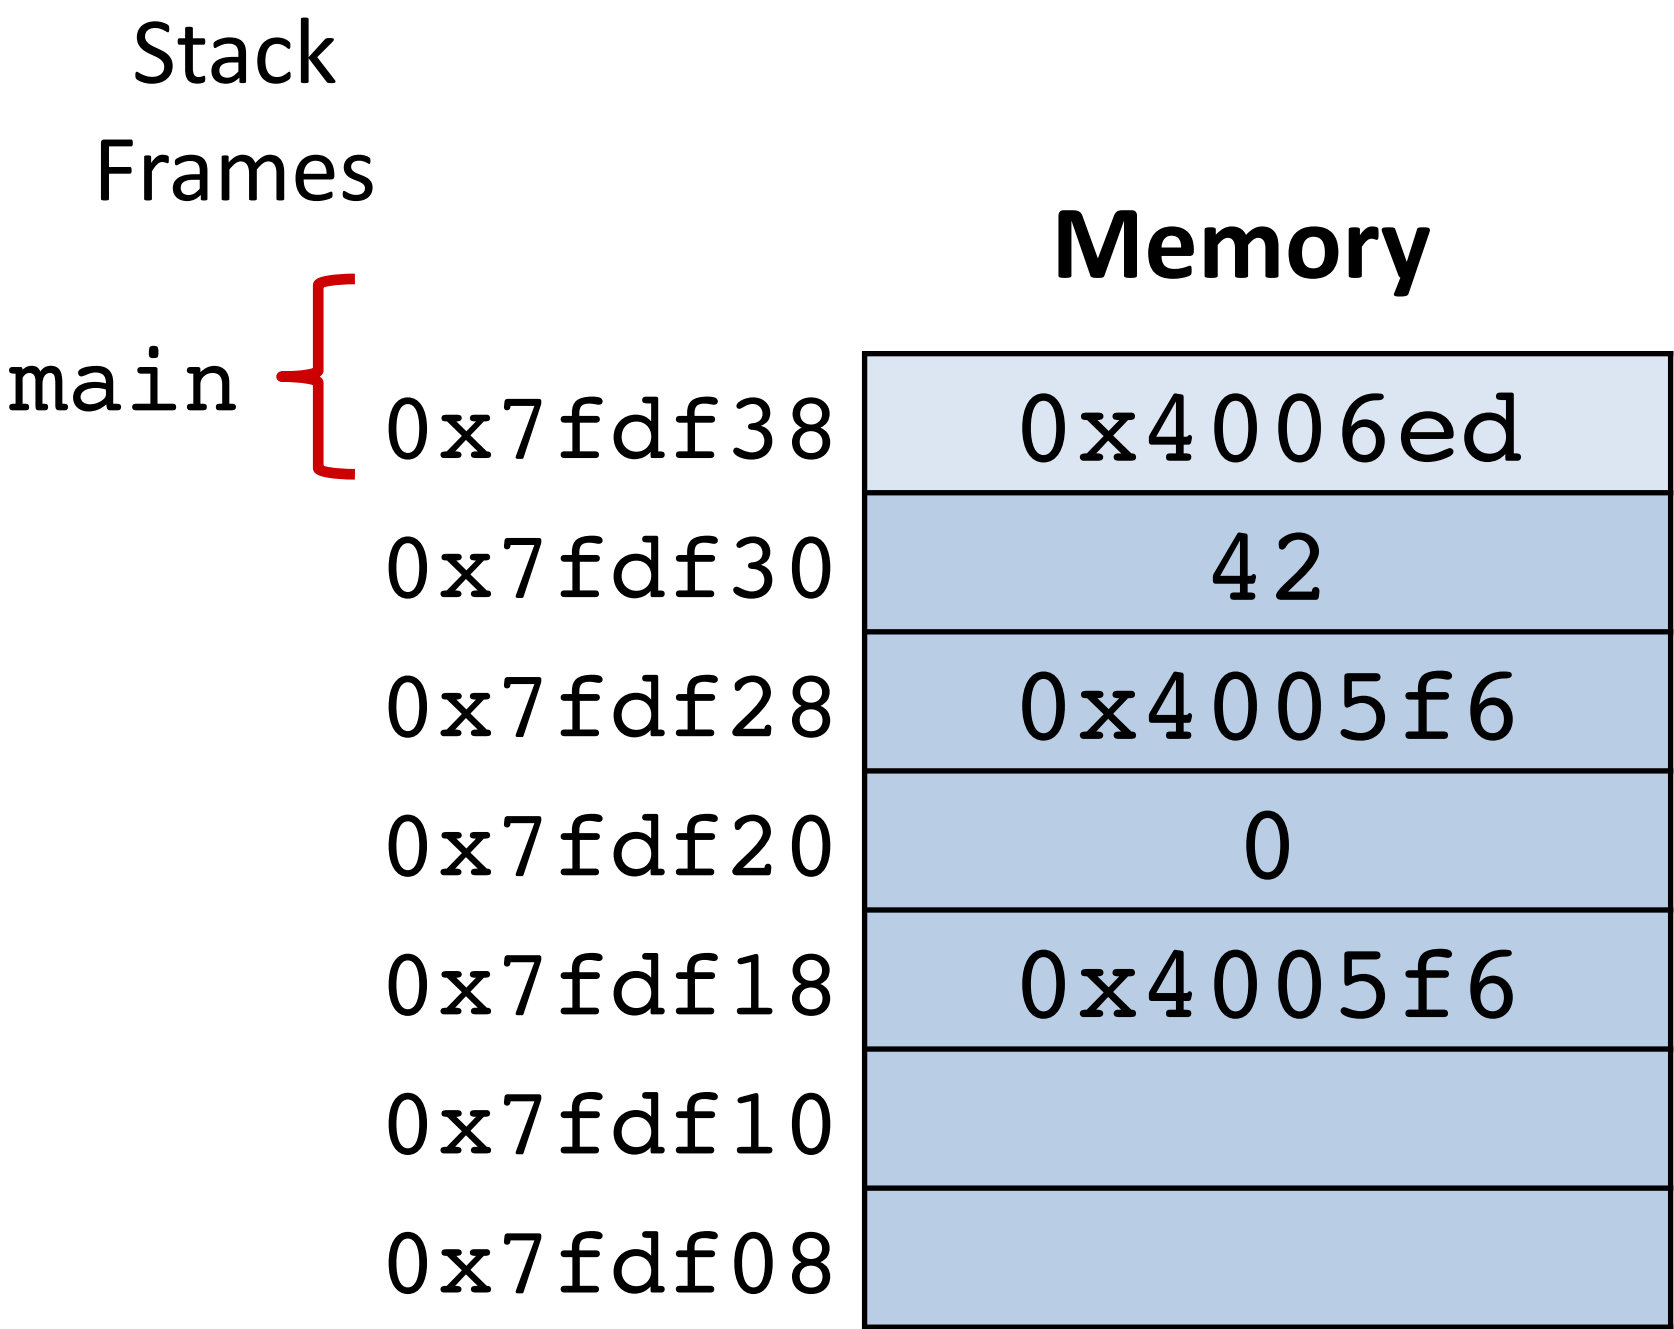 Stack
Frames
Memory
main
0x7fdf38 0x4006ed
0x7fdf30 42
0x7fdf28 0x4005f6
0x7fdf20 0
0x7fdf18 0x4005f6
0x7fdf10
0x7fdf08